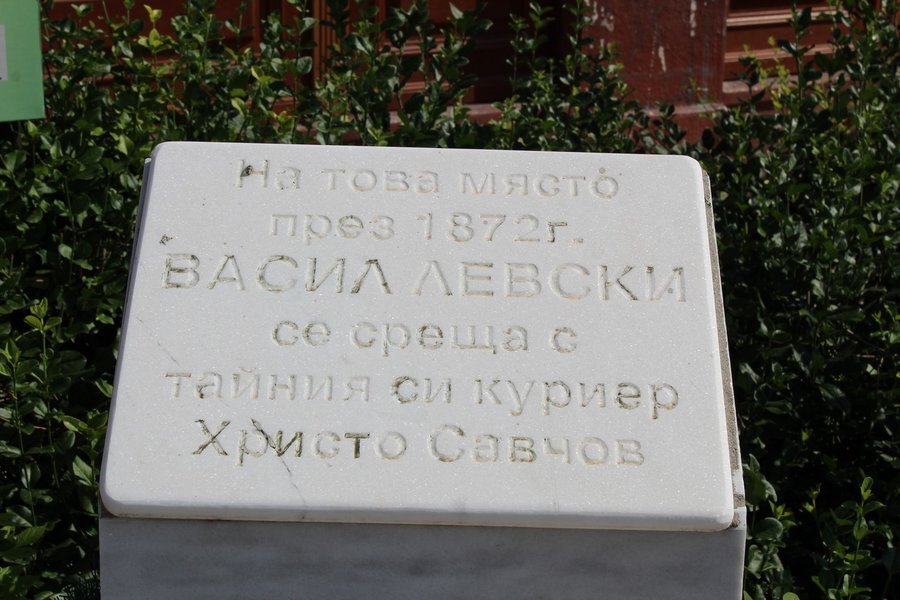 На това място
през 1872г.
ВАСИЛ ЛЕВСКИ
се среща с
тайния си куриер
Христо Савчов